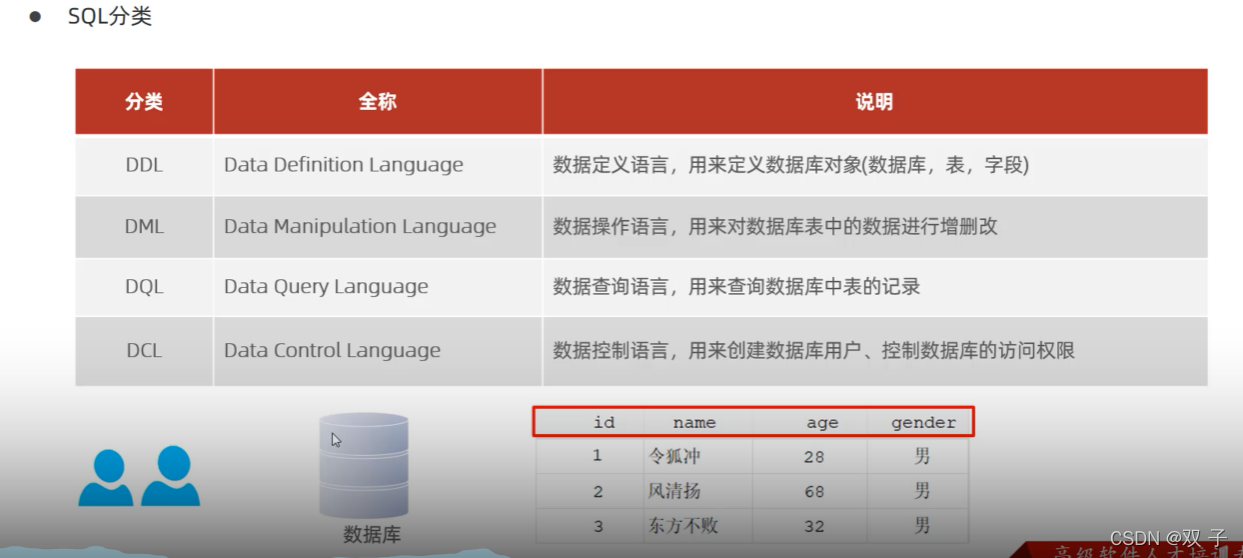 SQL分类
分类 全称 说明
DDL Data Definition Language 数据定义语言，用来定义数据库对象(数据库，表，字段)
DML Data Manipulation Language 数据操作语言，用来对数据库表中的数据进行增删改
DQL Data Query Language 数据查询语言，用来查询数据库中表的记录
DCL Data Control Language 数据控制语言，用来创建数据库用户、控制数据库的访问权限
id name age gender
1 令狐冲 28 男
2 风清扬 68 男
3 东方不败 32 男
数据库
CSDN @双 子
高级软件人才培训